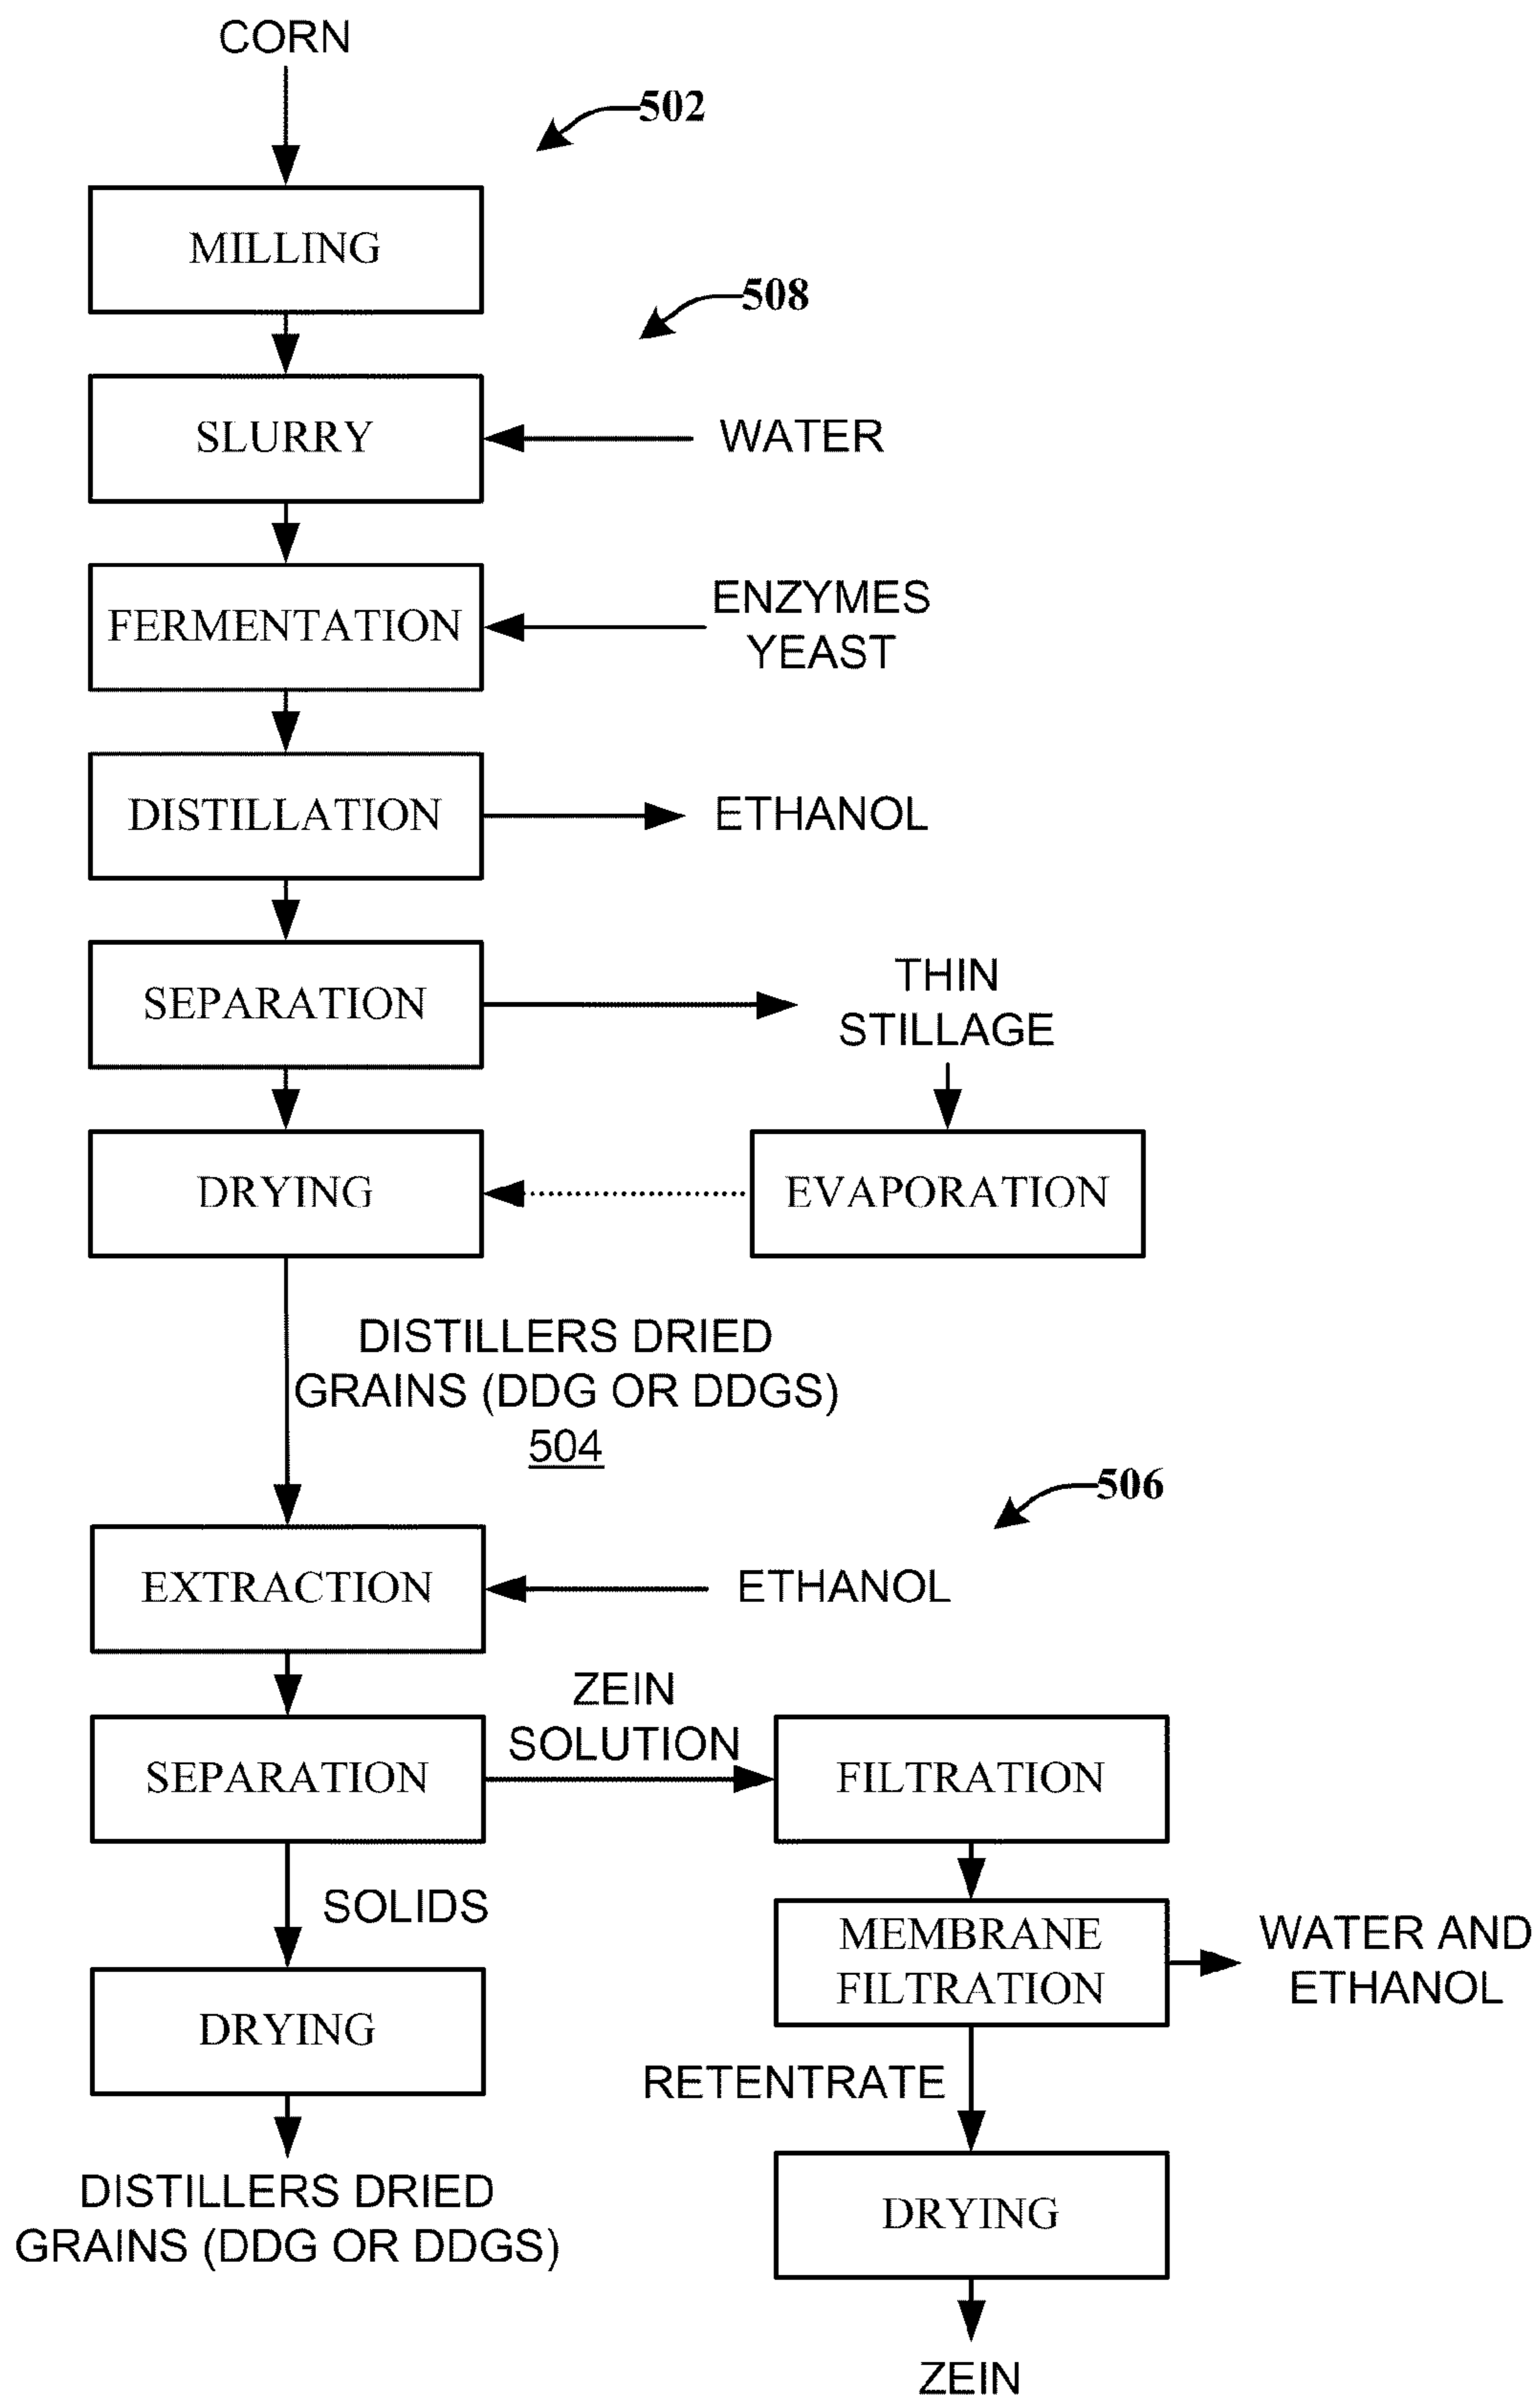 CORN
502
MILLING
508
SLURRY
WATER
FERMENTATION
ENZYMES
YEAST
DISTILLATION
ETHANOL
SEPARATION
THIN
STILLAGE
DRYING
EVAPORATION
DISTILLERS DRIED
GRAINS (DDG OR DDGS)
504
506
EXTRACTION
ETHANOL
ZEIN
SOLUTION
SEPARATION
FILTRATION
SOLIDS
MEMBRANE
FILTRATION
WATER AND
ETHANOL
DRYING
RETENTRATE
DISTILLERS DRIED
GRAINS (DDG OR DDGS)
DRYING
ZEIN